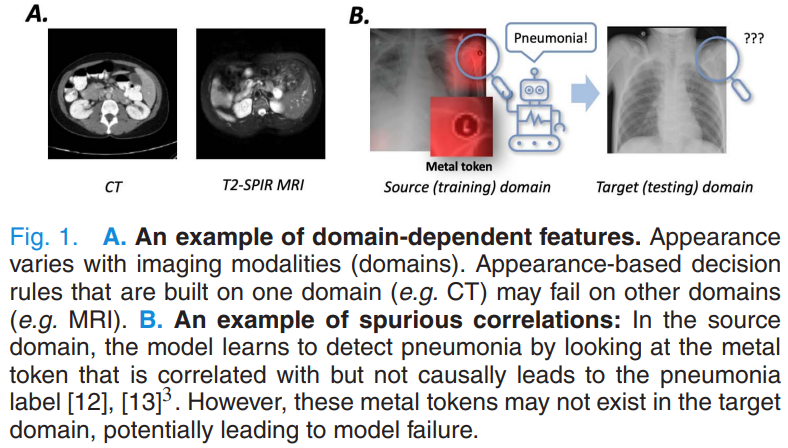 A.
B.
Pneumonia!
???
Metal token
CT
T2-SPIR MRI
Source (training) domain
Target (testing) domain
Fig. 1. A. An example of domain-dependent features. Appearance
varies with imaging modalities (domains). Appearance-based decision
rules that are built on one domain (e.g. CT) may fail on other domains
(e.g. MRI). B. An example of spurious correlations: In the source
domain, the model learns to detect pneumonia by looking at the metal
token that is correlated with but not causally leads to the pneumonia
label [12], [13]³. However, these metal tokens may not exist in the target
domain, potentially leading to model failure.